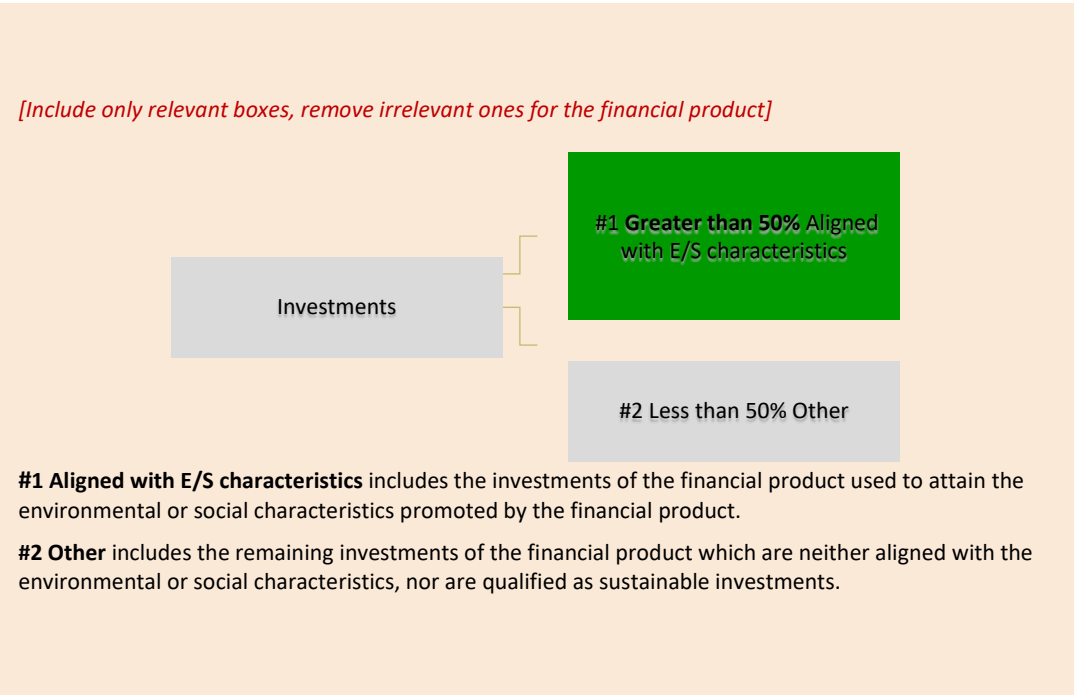 [Include only relevant boxes, remove irrelevant ones for the financial product]
#1 Greater than 50% Aligned
with E/S characteristics
Investments
#2 Less than 50% Other
#1 Aligned with E/S characteristics includes the investments of the financial product used to attain the
environmental or social characteristics promoted by the financial product.
#2 Other includes the remaining investments of the financial product which are neither aligned with the
environmental or social characteristics, nor are qualified as sustainable investments.